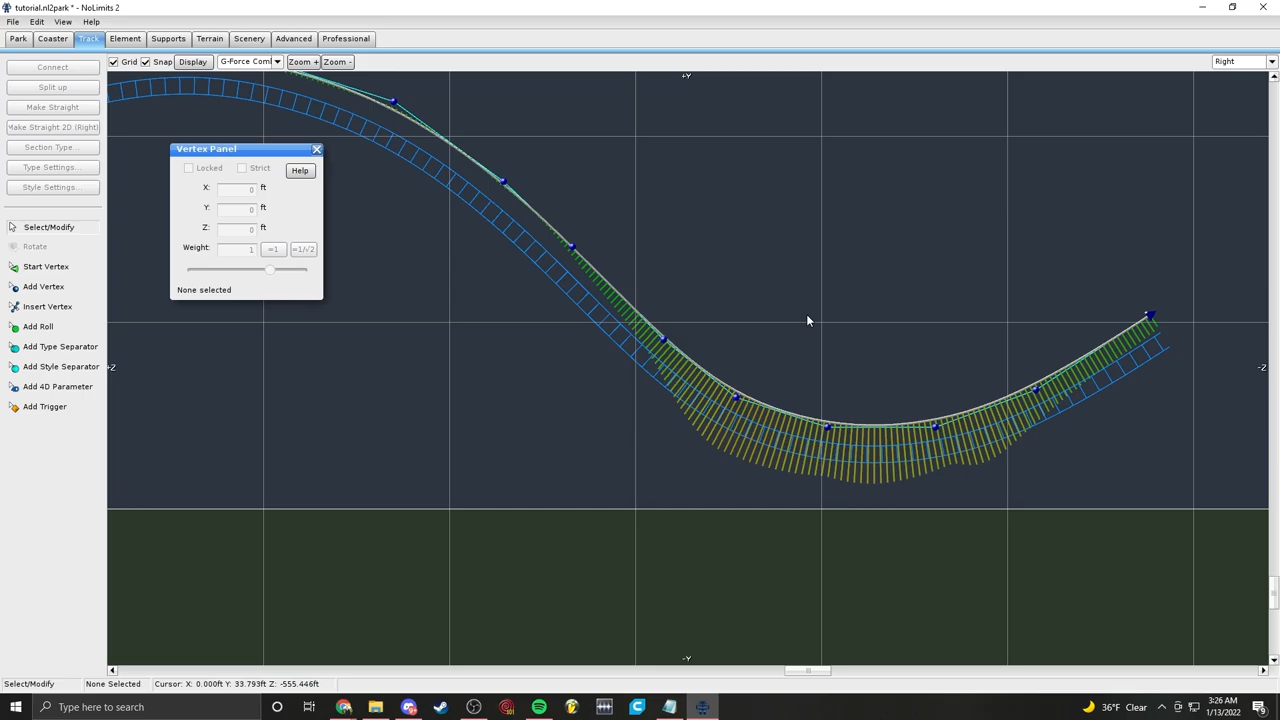 tutorial.nl2park * - NoLimits 2
File Edit View Help
Park Coaster Track Element Supports Terrain Scenery Advanced Professional
Connect
Split up
Make Straight
Make Straight 2D (Right)
Section Type...
Type Settings...
Style Settings...
Select/Modify
Rotate
Start Vertex
Add Vertex
Insert Vertex
Add Roll
Add Type Separator
Add Style Separator
Add 4D Parameter
Add Trigger
Grid Snap Display G-Force Coml Zoom + Zoom - Right
+Y
+Z
-Z
-Y
Vertex Panel
Locked Strict Help
X: 0 ft
Y: 0 ft
Z: 0 ft
Weight: 1 =1 =1/√2
None selected
Select/Modify None Selected Cursor: X: 0.000ft Y: 33.793ft Z: -555.446ft
Type here to search
36°F Clear
3:26 AM
1/13/2022